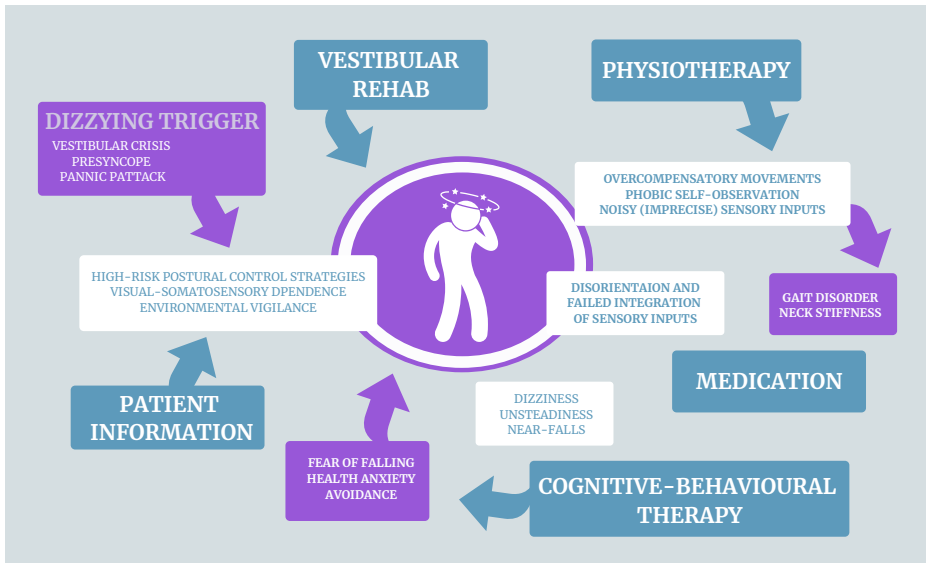 VESTIBULAR
REHAB
PHYSIOTHERAPY
DIZZYING TRIGGER
VESTIBULAR CRISIS
PRESYNCOPE
PANNIC PATTACK
OVERCOMPENSATORY MOVEMENTS
PHOBIC SELF-OBSERVATION
NOISY (IMPRECISE) SENSORY INPUTS
HIGH-RISK POSTURAL CONTROL STRATEGIES
VISUAL-SOMATOSENSORY DPENDENCE
ENVIRONMENTAL VIGILANCE
DISORIENTAION AND
FAILED INTEGRATION
OF SENSORY INPUTS
GAIT DISORDER
NECK STIFFNESS
MEDICATION
PATIENT
INFORMATION
DIZZINESS
UNSTEADINESS
NEAR-FALLS
FEAR OF FALLING
HEALTH ANXIETY
AVOIDANCE
COGNITIVE-BEHAVIOURAL
THERAPY